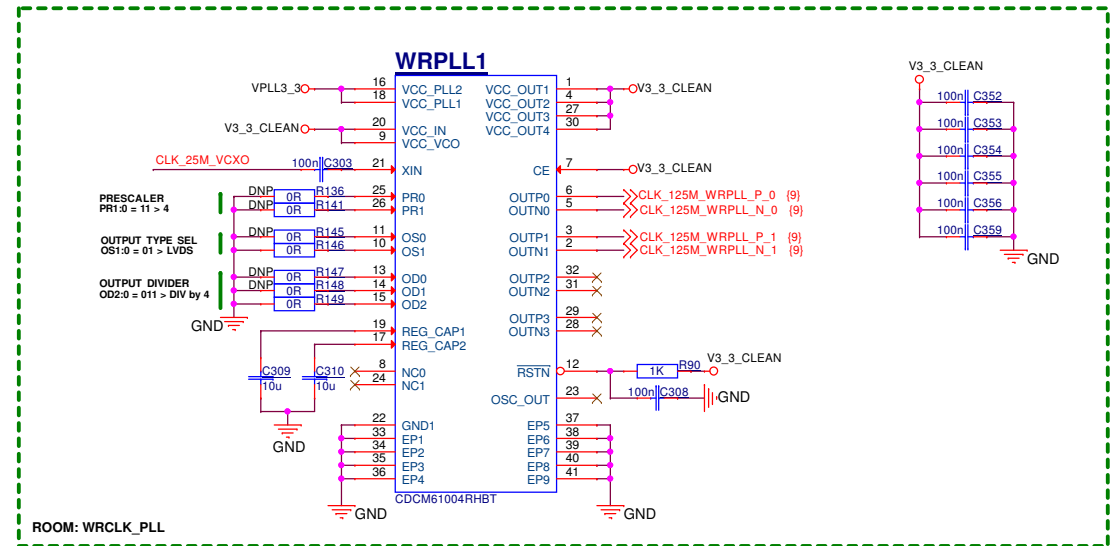 WRPLL1
VPLL3_3
16
18
VCC_PLL2
VCC_PLL1
VCC_OUT1
VCC_OUT2
VCC_OUT3
VCC_OUT4
1
4
27
30
V3_3_CLEAN
V3_3_CLEAN
20
9
VCC_IN
VCC_VCO
CLK_25M_VCXO
100n
C303
21
XIN
CE
7
V3_3_CLEAN
PRESCALER
PR1:0 = 11 > 4
DNP
0R
R136
25
PR0
DNP
0R
R141
26
PR1
OUTP0
6
CLK_125M_WRPLL_P_0 {9}
OUTN0
5
CLK_125M_WRPLL_N_0 {9}
OUTPUT TYPE SEL
OS1:0 = 01 > LVDS
DNP
0R
R145
11
OS0
0R
R146
10
OS1
OUTP1
3
CLK_125M_WRPLL_P_1 {9}
OUTN1
2
CLK_125M_WRPLL_N_1 {9}
OUTPUT DIVIDER
OD2:0 = 011 > DIV by 4
DNP
0R
R147
13
OD0
DNP
0R
R148
14
OD1
0R
R149
15
OD2
GND
OUTP2
32
OUTN2
31
OUTP3
29
OUTN3
28
19
REG_CAP1
17
REG_CAP2
C309
10u
C310
10u
GND
8
NC0
24
NC1
RSTN
12
1K
R90
V3_3_CLEAN
100n
C308
GND
OSC_OUT
23
22
GND1
33
EP1
34
EP2
35
EP3
36
EP4
EP5
37
EP6
38
EP7
39
EP8
40
EP9
41
CDCM61004RHBT
GND
GND
V3_3_CLEAN
100n
C352
100n
C353
100n
C354
100n
C355
100n
C356
100n
C359
GND
ROOM: WRCLK_PLL